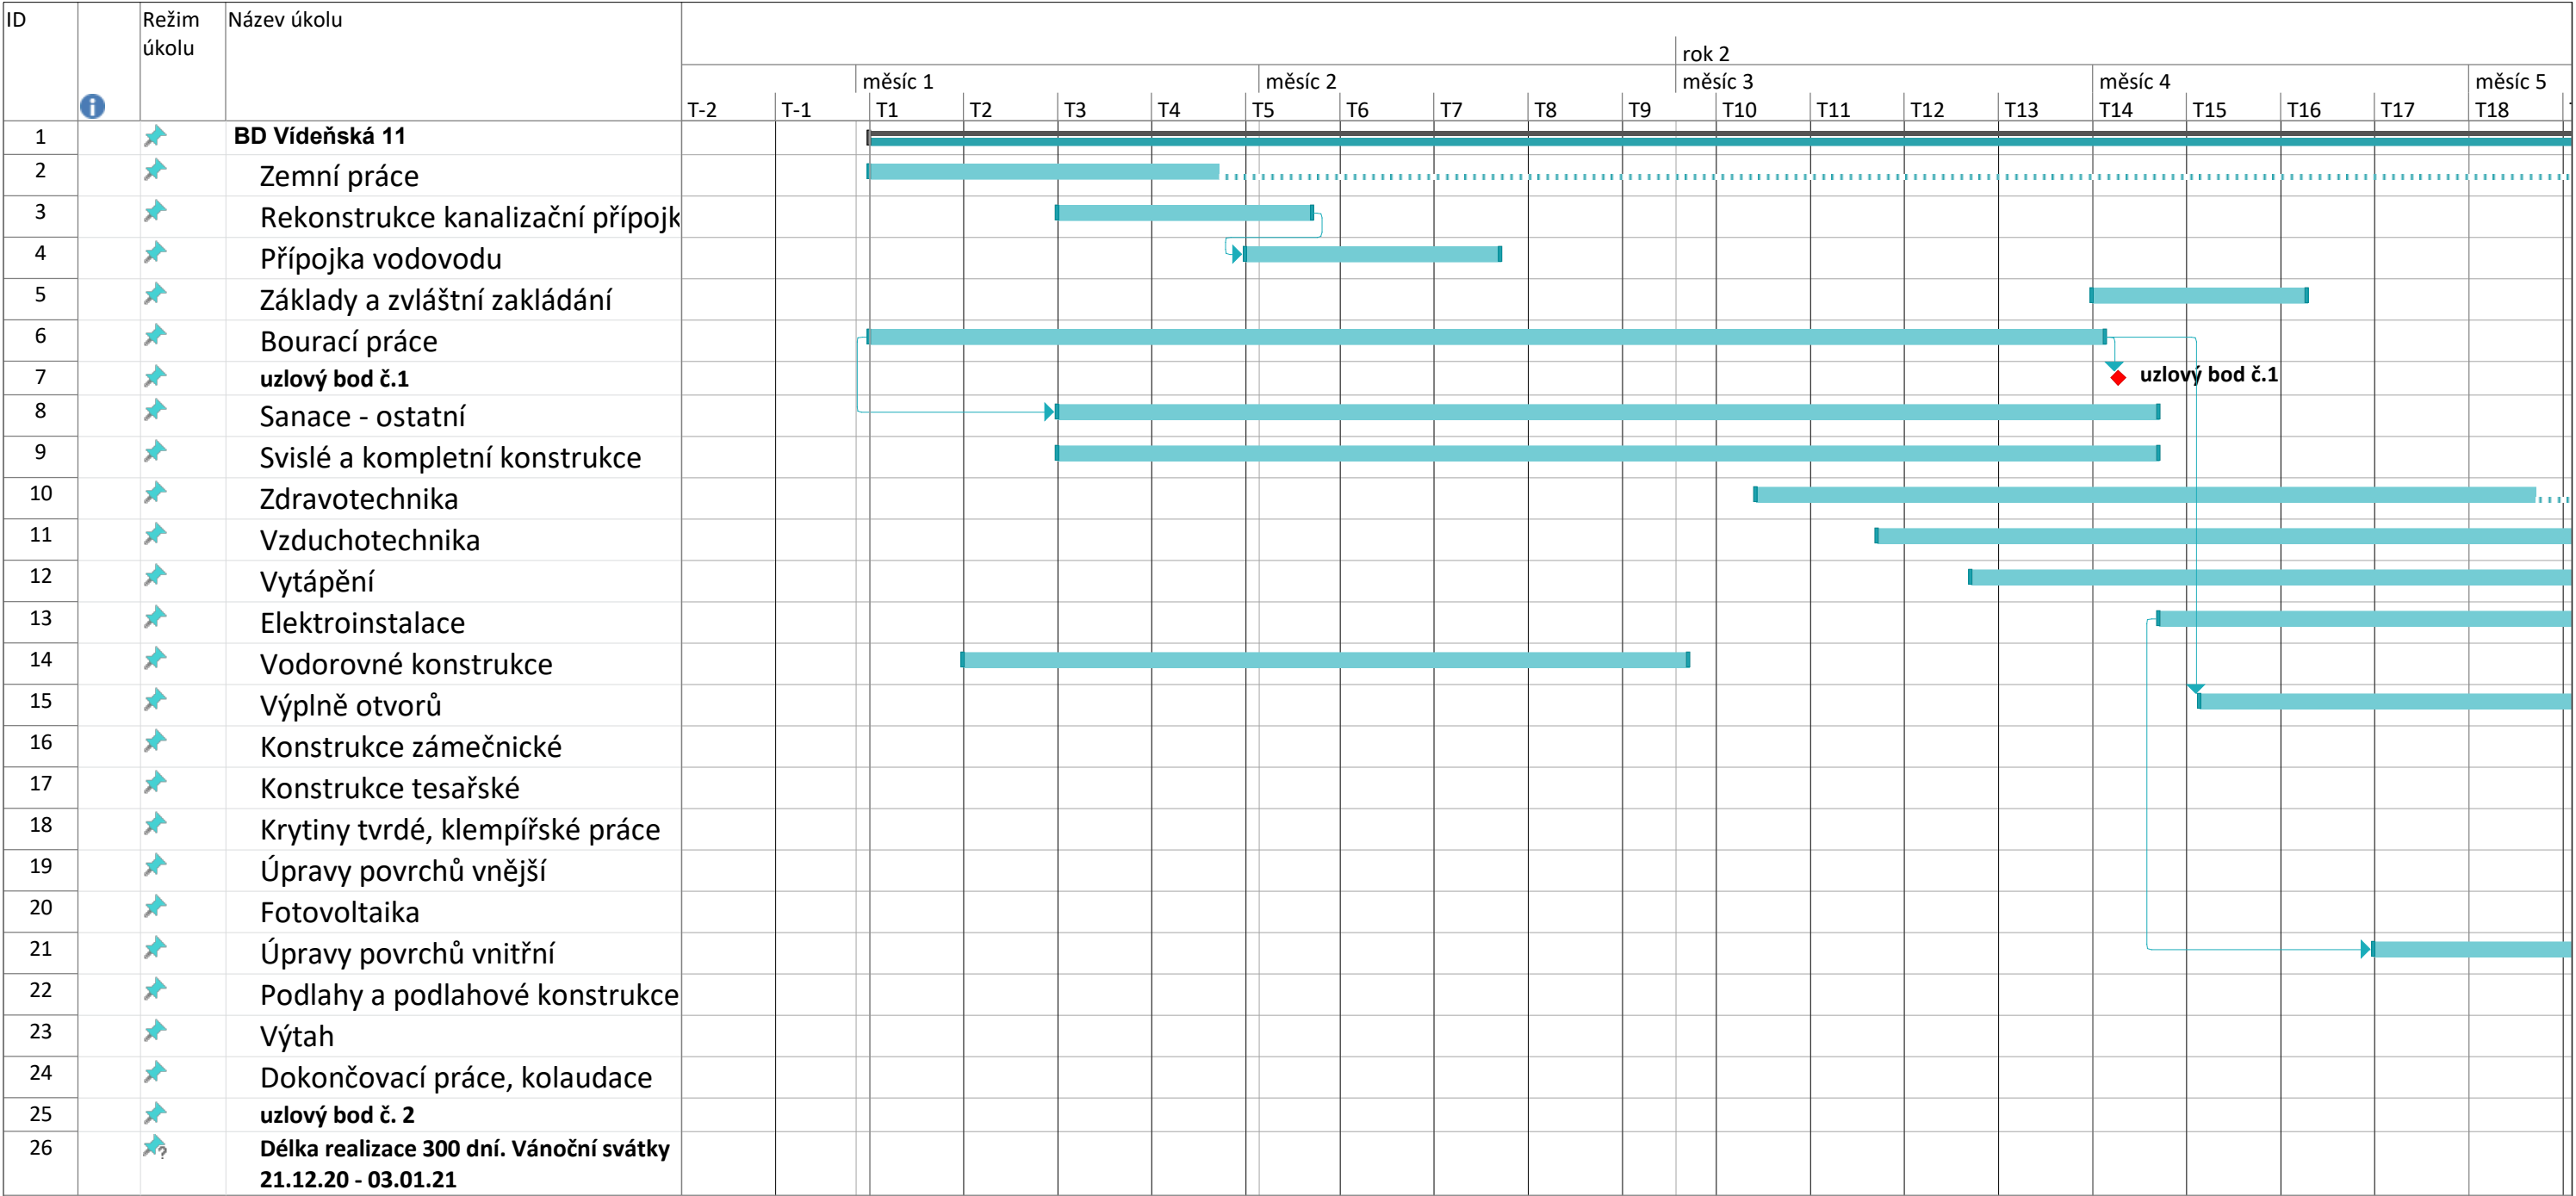 ID Režim Název úkolu
úkolu
rok 2
měsíc 1 měsíc 2 měsíc 3 měsíc 4 měsíc 5
T-2 T-1 T1 T2 T3 T4 T5 T6 T7 T8 T9 T10 T11 T12 T13 T14 T15 T16 T17 T18
1 BD Vídeňská 11
2 Zemní práce
3 Rekonstrukce kanalizační přípojk
4 Přípojka vodovodu
5 Základy a zvláštní zakládání
6 Bourací práce
7 uzlový bod č.1 uzlový bod č.1
8 Sanace - ostatní
9 Svislé a kompletní konstrukce
10 Zdravotechnika
11 Vzduchotechnika
12 Vytápění
13 Elektroinstalace
14 Vodorovné konstrukce
15 Výplně otvorů
16 Konstrukce zámečnické
17 Konstrukce tesařské
18 Krytiny tvrdé, klempířské práce
19 Úpravy povrchů vnější
20 Fotovoltaika
21 Úpravy povrchů vnitřní
22 Podlahy a podlahové konstrukce
23 Výtah
24 Dokončovací práce, kolaudace
25 uzlový bod č. 2
26 Délka realizace 300 dní. Vánoční svátky
21.12.20 - 03.01.21